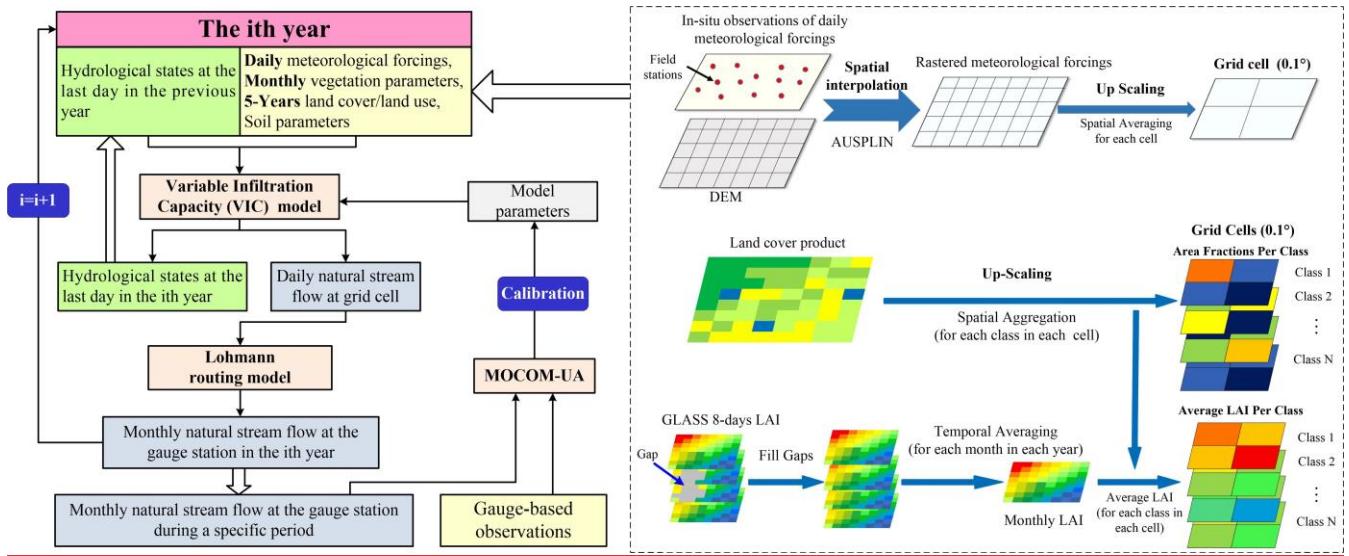 The ith year
Hydrological states at the
last day in the previous
year
Daily meteorological forcings,
Monthly vegetation parameters,
5-Years land cover/land use,
Soil parameters
i=i+1
Variable Infiltration
Capacity (VIC) model
Model
parameters
Hydrological states at the
last day in the ith year
Daily natural stream
flow at grid cell
Calibration
Lohmann
routing model
MOCOM-UA
Monthly natural stream flow at the
gauge station in the ith year
Monthly natural stream flow at the gauge station
during a specific period
Gauge-based
observations
In-situ observations of daily
meteorological forcings
Field
stations
Spatial
interpolation
AUSPLIN
DEM
Rastered meteorological forcings
Up Scaling
Spatial Averaging
for each cell
Grid cell (0.1°)
Land cover product
Up-Scaling
Spatial Aggregation
(for each class in each cell)
Grid Cells (0.1°)
Area Fractions Per Class
Class 1
Class 2
⋮
Class N
GLASS 8-days LAI
Gap
Fill Gaps
Temporal Averaging
(for each month in each year)
Monthly LAI
Average LAI
(for each class in
each cell)
Average LAI Per Class
Class 1
Class 2
⋮
Class N